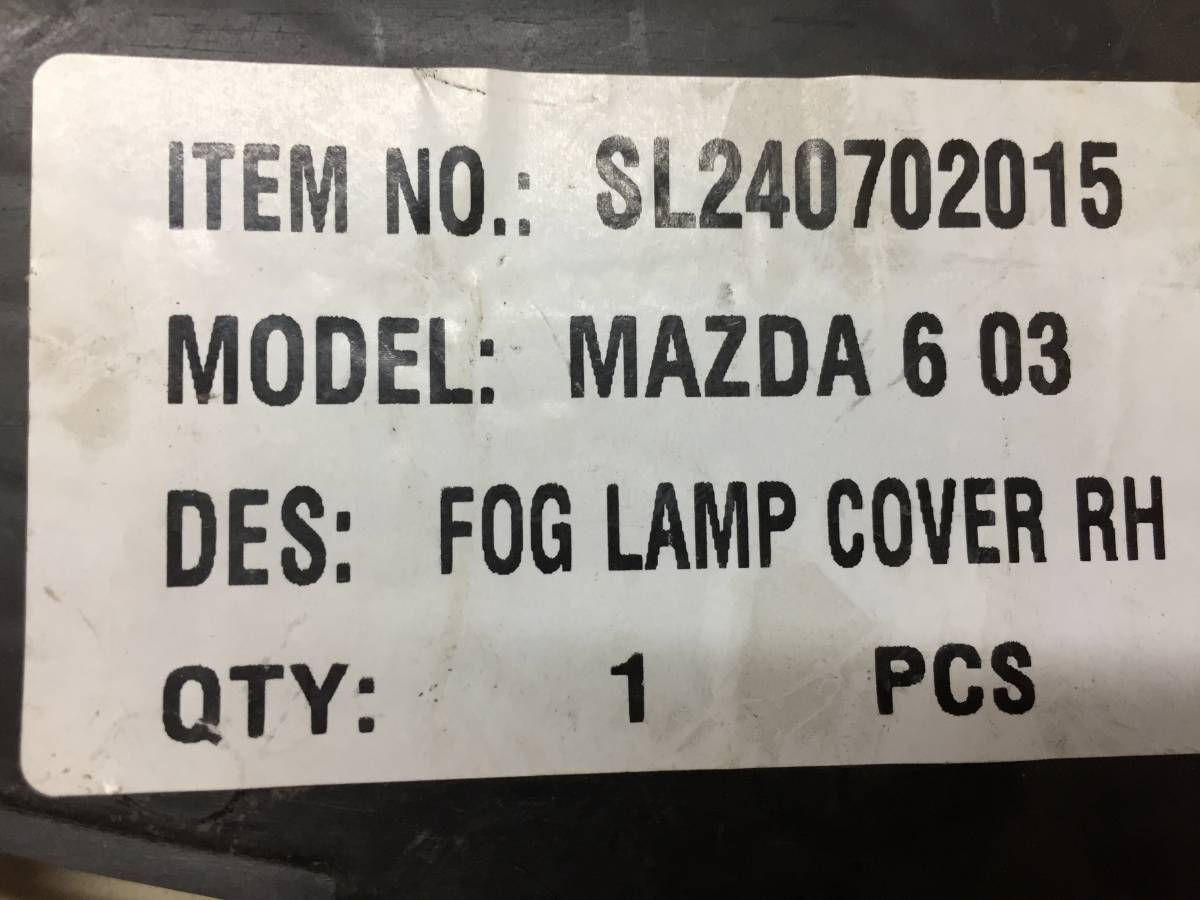 ITEM NO.: SL240702015
MODEL: MAZDA 6 03
DES: FOG LAMP COVER RH
QTY: 1 PCS